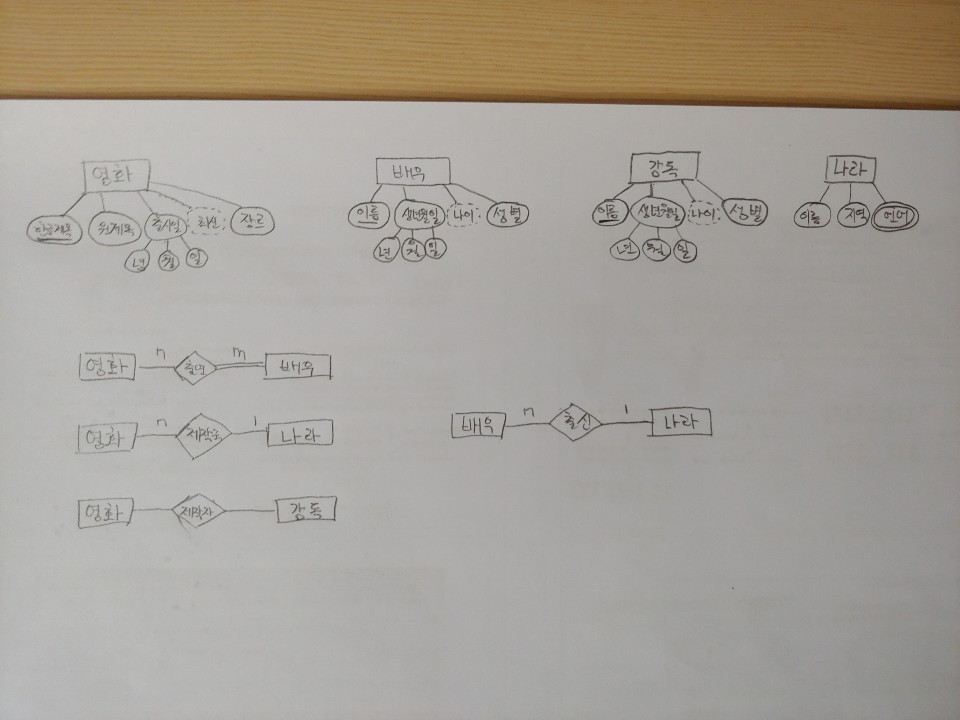 영화 배우 감독 나라
한글제목 원제목 출시일 최신 장르 이름 생년월일 나이 성별 이름 생년월일 나이 성별 이름 지역 언어
년 월 일 년 월 일 년 월 일
n m
영화 출연 배우
n 1
영화 제작국 나라
n 1
배우 출신 나라
영화 제작자 감독